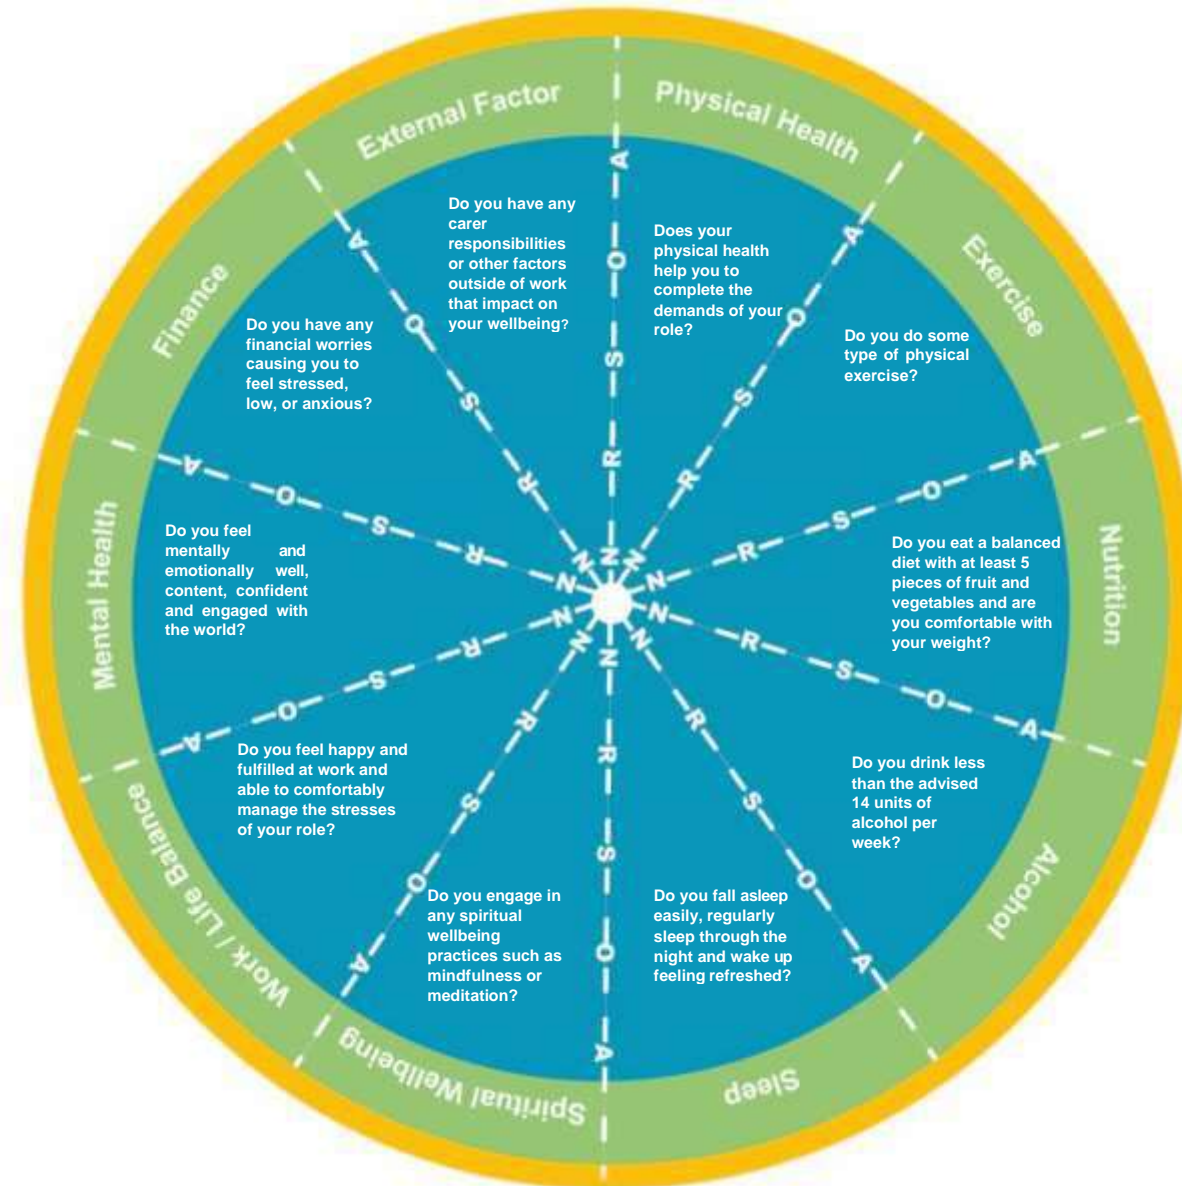 External Factor
Physical Health
Exercise
Nutrition
Alcohol
Sleep
Spiritual Wellbeing
Work / Life Balance
Mental Health
Finance
Do you have any
carer
responsibilities
or other factors
outside of work
that impact on
your wellbeing?
Does your
physical health
help you to
complete the
demands of your
role?
Do you do some
type of physical
exercise?
Do you eat a balanced
diet with at least 5
pieces of fruit and
vegetables and are
you comfortable with
your weight?
Do you drink less
than the advised
14 units of
alcohol per
week?
Do you fall asleep
easily, regularly
sleep through the
night and wake up
feeling refreshed?
Do you engage in
any spiritual
wellbeing
practices such as
mindfulness or
meditation?
Do you feel happy and
fulfilled at work and
able to comfortably
manage the stresses
of your role?
Do you feel
mentally and
emotionally well,
content, confident
and engaged with
the world?
Do you have any
financial worries
causing you to
feel stressed,
low, or anxious?
A O S R N
A O S R N
A O S R N
A O S R N
A O S R N
A O S R N
A O S R N
A O S R N
A O S R N
A O S R N